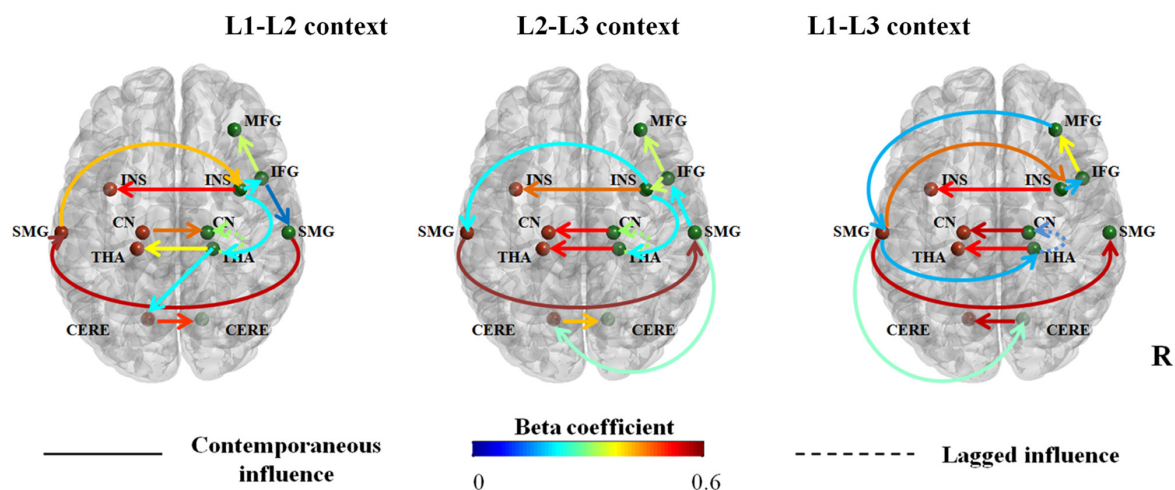 L1-L2 context
L2-L3 context
L1-L3 context
MFG
IFG
INS
INS
CN
CN
SMG
SMG
THA
THA
CERE
CERE
MFG
IFG
INS
INS
CN
CN
SMG
SMG
THA
THA
CERE
CERE
MFG
IFG
INS
INS
CN
CN
SMG
SMG
THA
THA
CERE
CERE
R
Contemporaneous
influence
Beta coefficient
0
0.6
Lagged influence